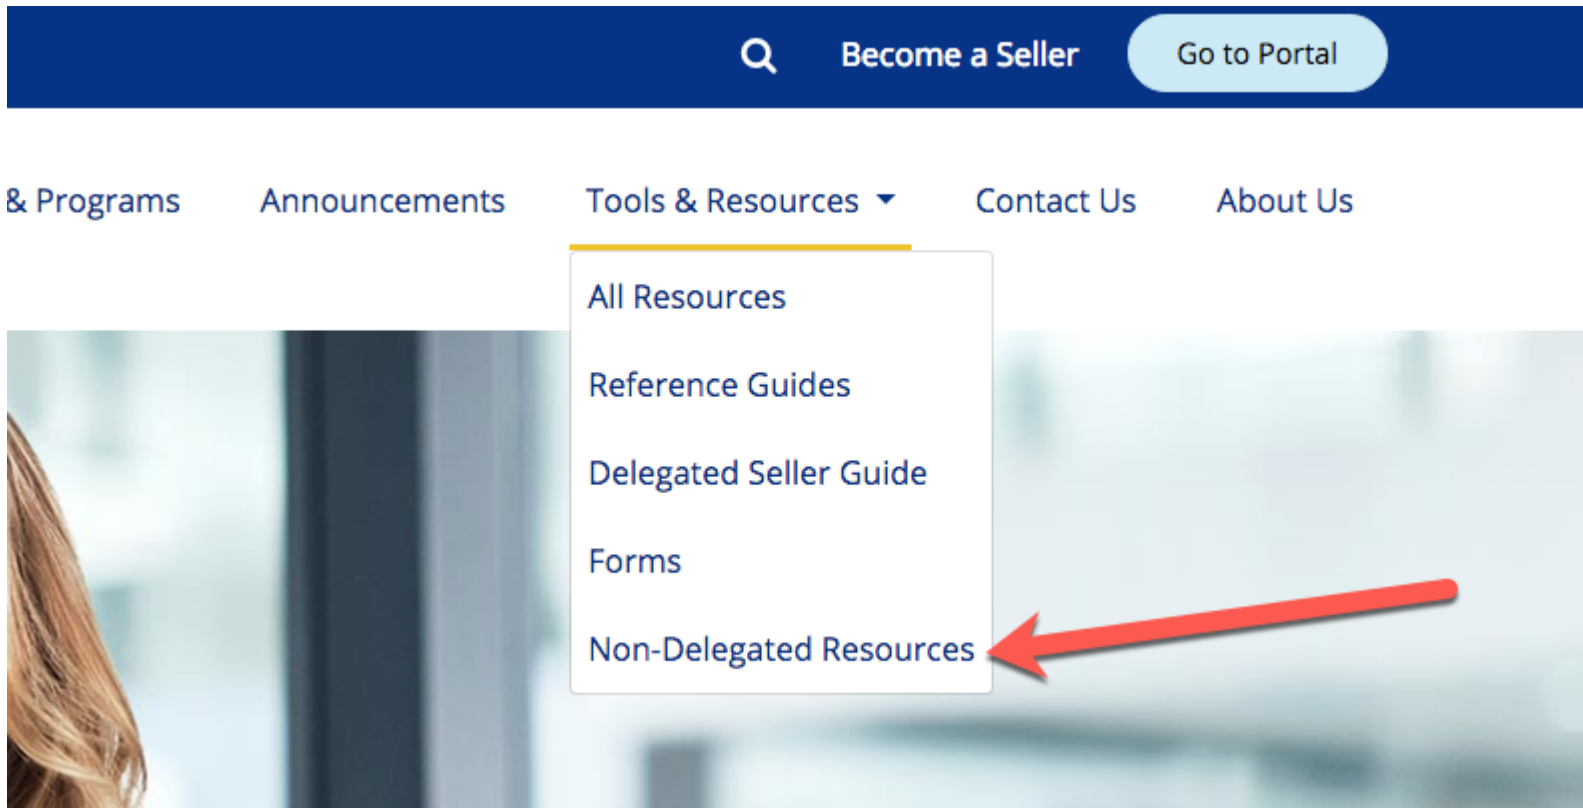 Become a Seller
Go to Portal
& Programs
Announcements
Tools & Resources
Contact Us
About Us
All Resources
Reference Guides
Delegated Seller Guide
Forms
Non-Delegated Resources